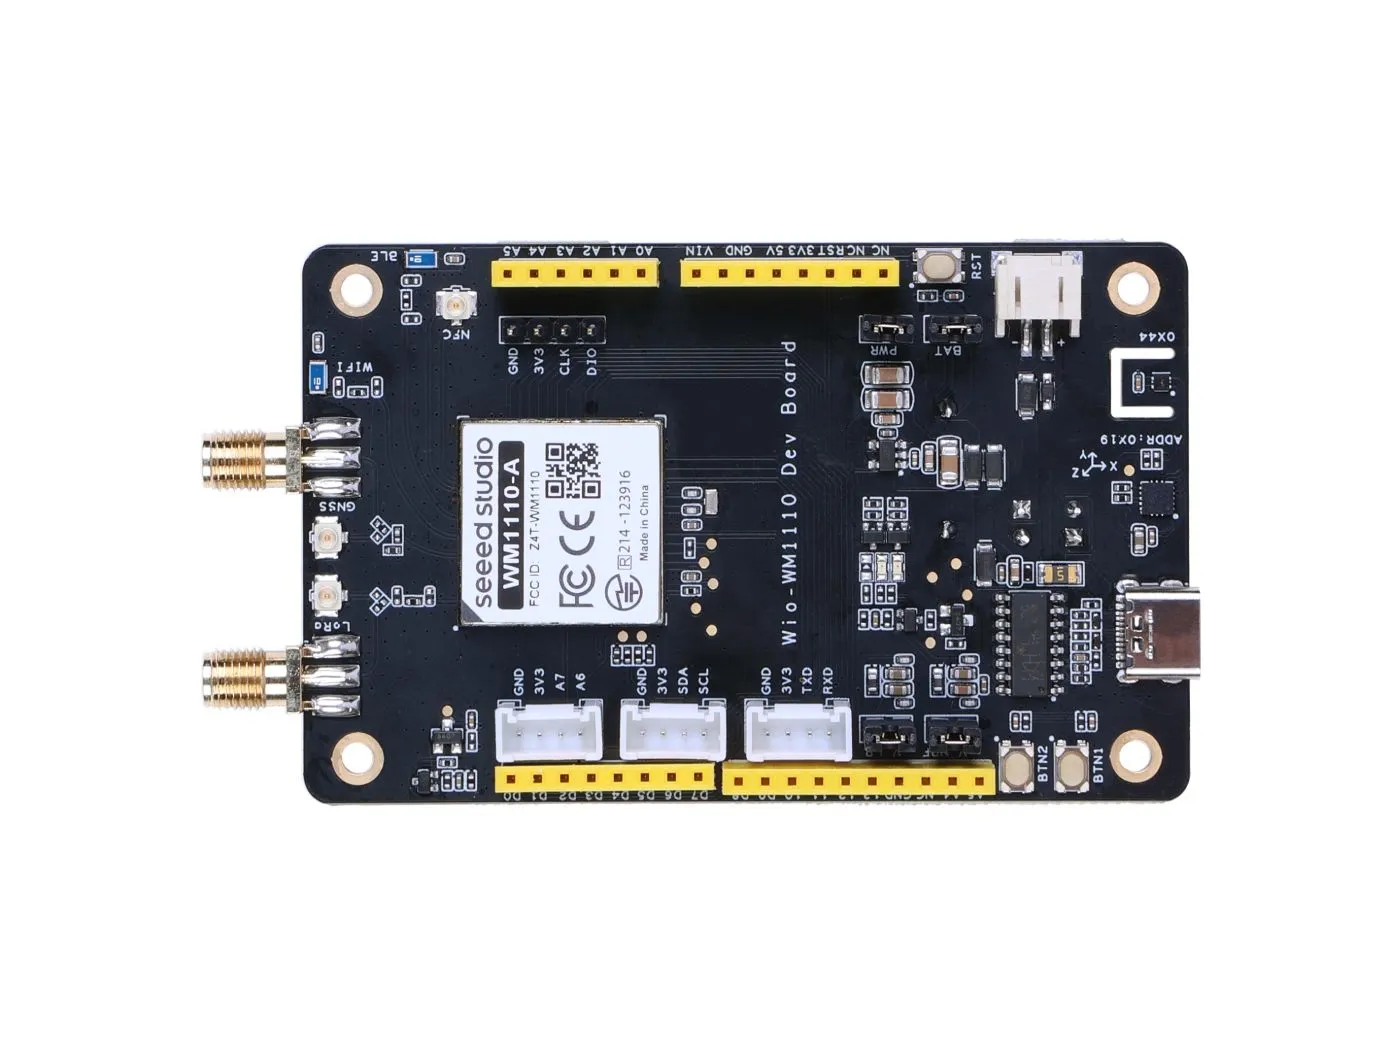 BLE
A5 A4 A3 A2 A1 A0
VIN GND 5V 3V3 RST NC NC
RST
NFC
GND
3V3
CLK
DIO
PWR
BAT
+
0X44
WIFI
ADDR:0X19
X
Y
Z
GNSS
LoRa
seeed studio
WM1110-A
FCC ID: Z4T-WM1110
FC CE
R 214-123916
Made in China
Wio-WM1110 Dev Board
GND
3V3
A7
A6
GND
3V3
SDA
SCL
GND
3V3
TXD
RXD
BTN2
BTN1
D0 D1 D2 D3 D4 D5 D6 D7